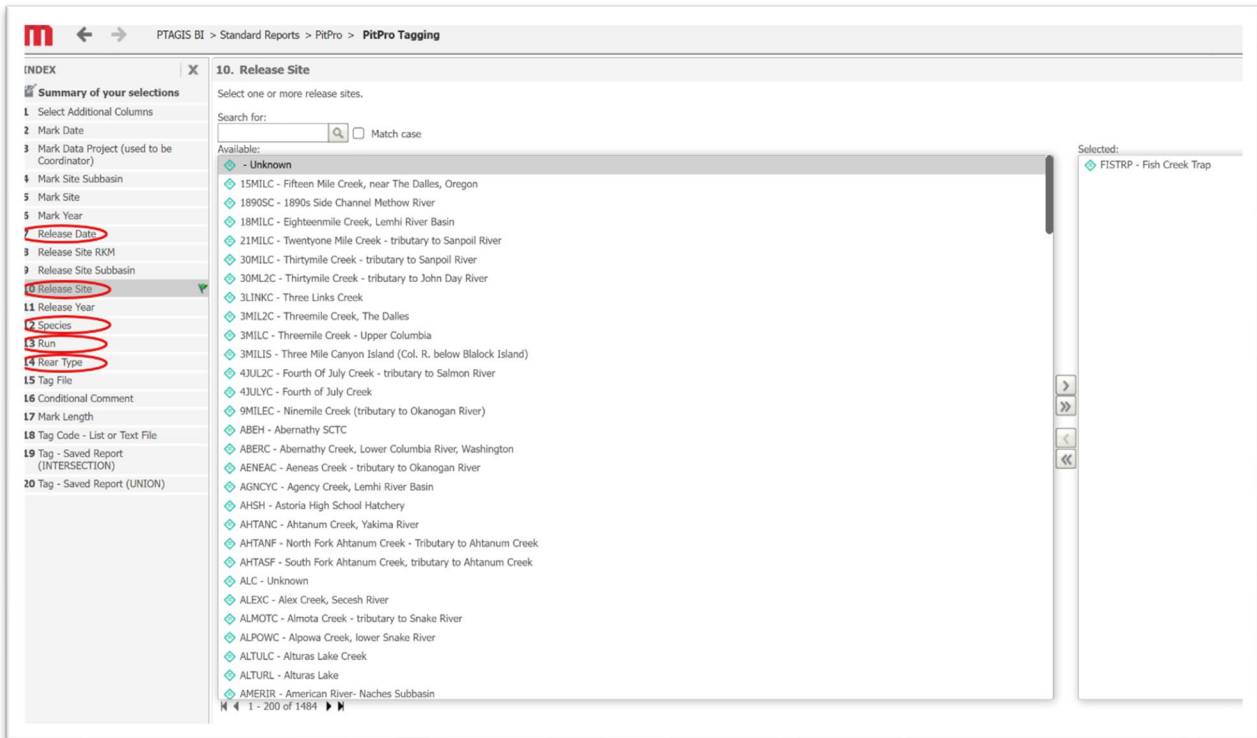 PTAGIS BI > Standard Reports > PitPro > PitPro Tagging
INDEX X
Summary of your selections
1 Select Additional Columns
2 Mark Date
3 Mark Data Project (used to be
Coordinator)
4 Mark Site Subbasin
5 Mark Site
6 Mark Year
7 Release Date
8 Release Site RKM
9 Release Site Subbasin
10 Release Site
11 Release Year
12 Species
13 Run
14 Rear Type
15 Tag File
16 Conditional Comment
17 Mark Length
18 Tag Code - List or Text File
19 Tag - Saved Report
(INTERSECTION)
20 Tag - Saved Report (UNION)
10. Release Site
Select one or more release sites.
Search for:
Match case
Available:
- Unknown
15MILC - Fifteen Mile Creek, near The Dalles, Oregon
1890SC - 1890s Side Channel Methow River
18MILC - Eighteenmile Creek, Lemhi River Basin
21MILC - Twentyone Mile Creek - tributary to Sanpoil River
30MILC - Thirtymile Creek - tributary to Sanpoil River
30ML2C - Thirtymile Creek - tributary to John Day River
3LINKC - Three Links Creek
3MIL2C - Threemile Creek, The Dalles
3MILC - Threemile Creek - Upper Columbia
3MILIS - Three Mile Canyon Island (Col. R. below Blalock Island)
4JUL2C - Fourth Of July Creek - tributary to Salmon River
4JULYC - Fourth of July Creek
9MILEC - Ninemile Creek (tributary to Okanogan River)
ABEH - Abernathy SCTC
ABERC - Abernathy Creek, Lower Columbia River, Washington
AENEAC - Aeneas Creek - tributary to Okanogan River
AGNCYC - Agency Creek, Lemhi River Basin
AHSH - Astoria High School Hatchery
AHTANC - Ahtanum Creek, Yakima River
AHTANF - North Fork Ahtanum Creek - Tributary to Ahtanum Creek
AHTASF - South Fork Ahtanum Creek, tributary to Ahtanum Creek
ALC - Unknown
ALEXC - Alex Creek, Secesh River
ALMOTC - Almota Creek - tributary to Snake River
ALPOWC - Alpowa Creek, lower Snake River
ALTULC - Alturas Lake Creek
ALTURL - Alturas Lake
AMERIR - American River- Naches Subbasin
1 - 200 of 1484
Selected:
FISTRP - Fish Creek Trap